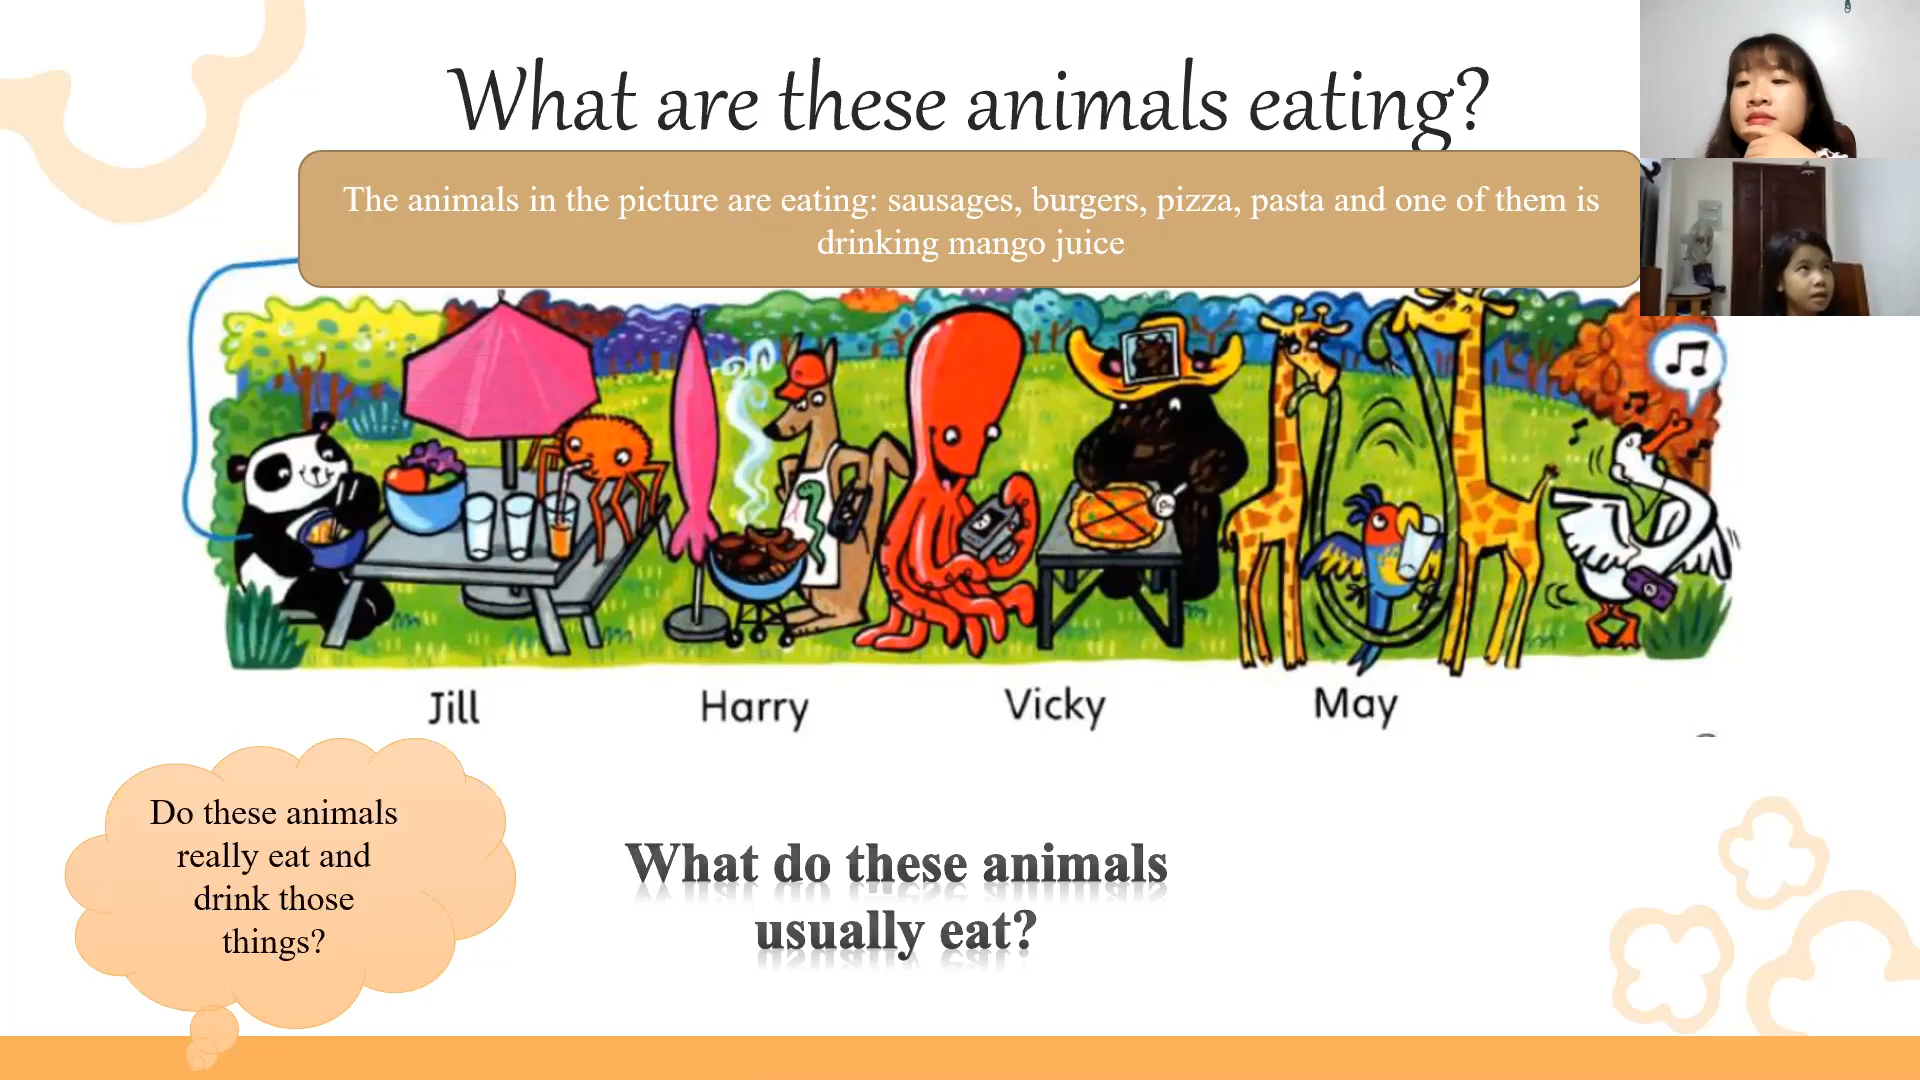 What are these animals eating?
The animals in the picture are eating: sausages, burgers, pizza, pasta and one of them is
drinking mango juice
Jill
Harry
Vicky
May
Do these animals
really eat and
drink those
things?
What do these animals
usually eat?